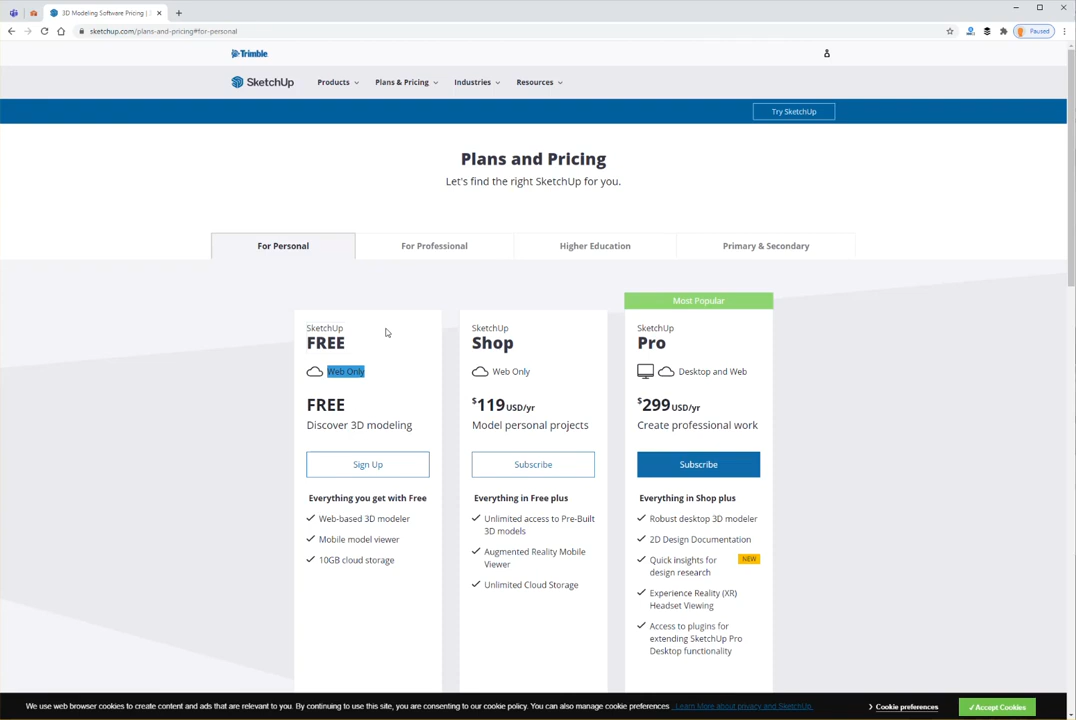 3D Modeling Software Pricing |
sketchup.com/plans-and-pricing#for-personal
Paused
Trimble
SketchUp
Products
Plans & Pricing
Industries
Resources
Try SketchUp
Plans and Pricing
Let's find the right SketchUp for you.
For Personal
For Professional
Higher Education
Primary & Secondary
SketchUp
FREE
Web Only
FREE
Discover 3D modeling
Sign Up
Everything you get with Free
Web-based 3D modeler
Mobile model viewer
10GB cloud storage
SketchUp
Shop
Web Only
$119 USD/yr
Model personal projects
Subscribe
Everything in Free plus
Unlimited access to Pre-Built
3D models
Augmented Reality Mobile
Viewer
Unlimited Cloud Storage
Most Popular
SketchUp
Pro
Desktop and Web
$299 USD/yr
Create professional work
Subscribe
Everything in Shop plus
Robust desktop 3D modeler
2D Design Documentation
Quick insights for NEW
design research
Experience Reality (XR)
Headset Viewing
Access to plugins for
extending SketchUp Pro
Desktop functionality
We use web browser cookies to create content and ads that are relevant to you. By continuing to use this site, you are consenting to our cookie policy. You can also manage cookie preferences Learn More about privacy and SketchUp.
Cookie preferences
✓Accept Cookies